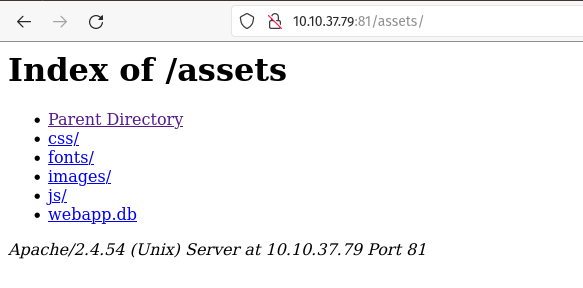 10.10.37.79:81/assets/
Index of /assets
Parent Directory
css/
fonts/
images/
js/
webapp.db
Apache/2.4.54 (Unix) Server at 10.10.37.79 Port 81